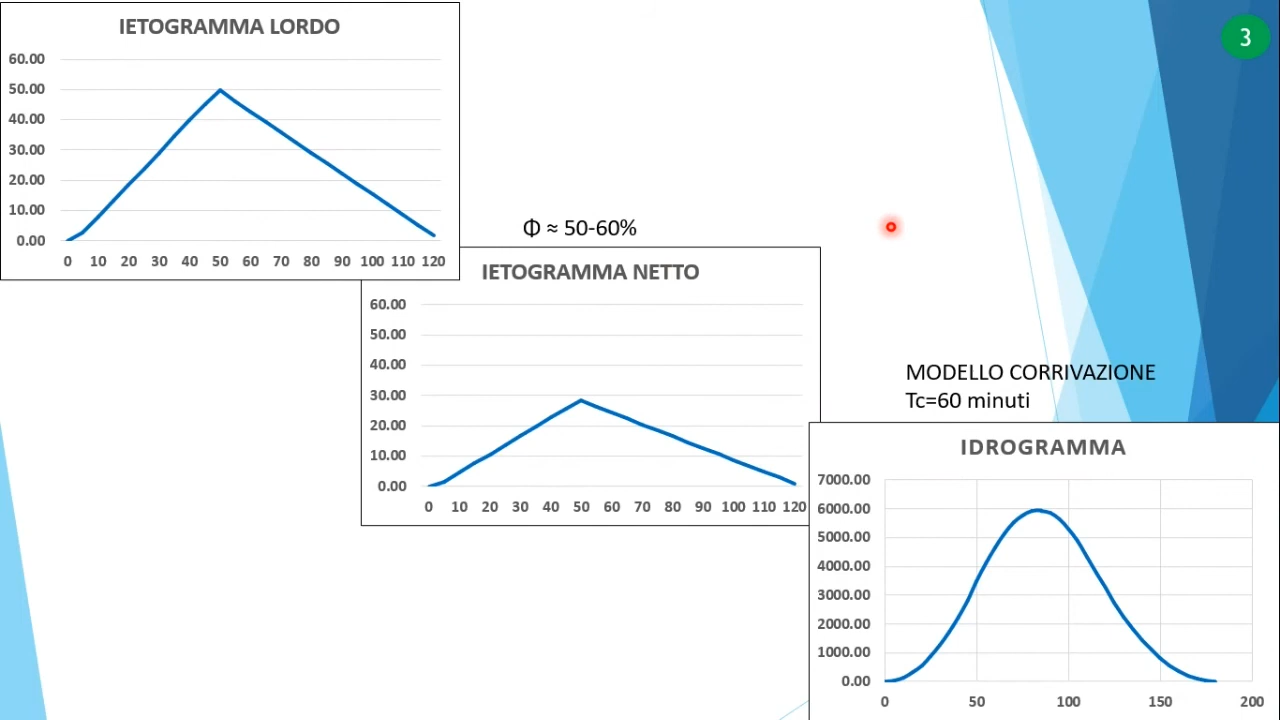 3
IETOGRAMMA LORDO
60.00
50.00
40.00
30.00
20.00
10.00
0.00
0 10 20 30 40 50 60 70 80 90 100 110 120
Φ ≈ 50-60%
IETOGRAMMA NETTO
60.00
50.00
40.00
30.00
20.00
10.00
0.00
0 10 20 30 40 50 60 70 80 90 100 110 120
MODELLO CORRIVAZIONE
Tc=60 minuti
IDROGRAMMA
7000.00
6000.00
5000.00
4000.00
3000.00
2000.00
1000.00
0.00
0 50 100 150 200